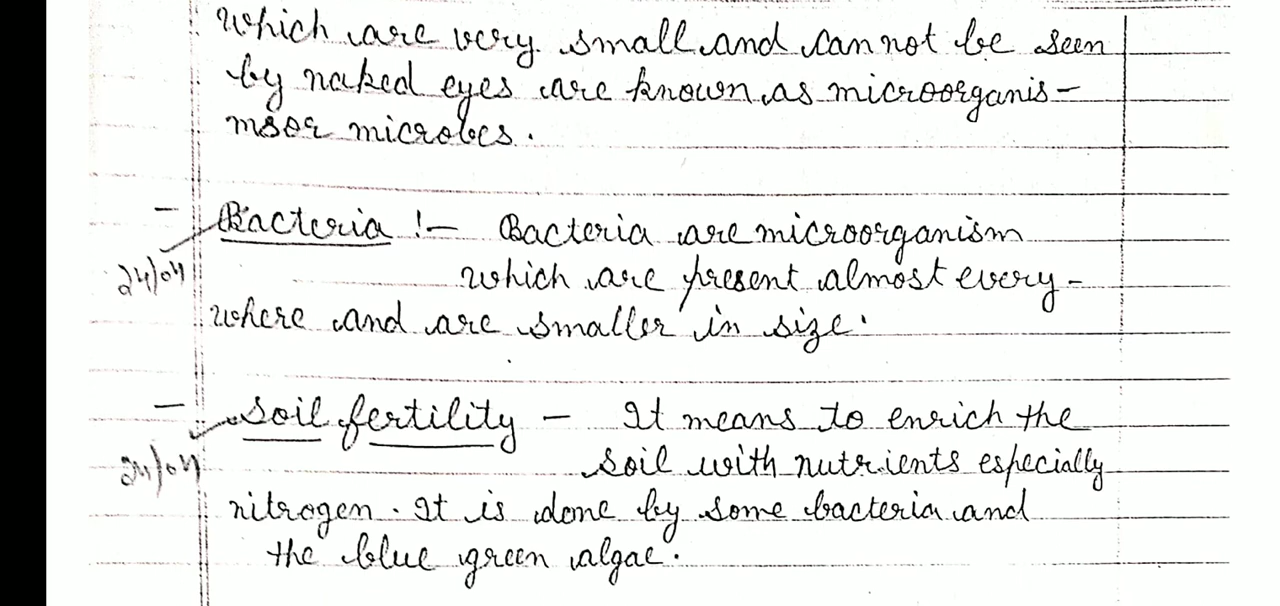 which are very small and can not be seen
by naked eyes are known as microorganis-
msor microbes.
- Bacteria :- Bacteria are microorganism
24/04
which are present almost every-
where and are smaller in size.
- Soil fertility - It means to enrich the
24/04
soil with nutrients especially
nitrogen. It is done by some bacteria and
the blue green algae.